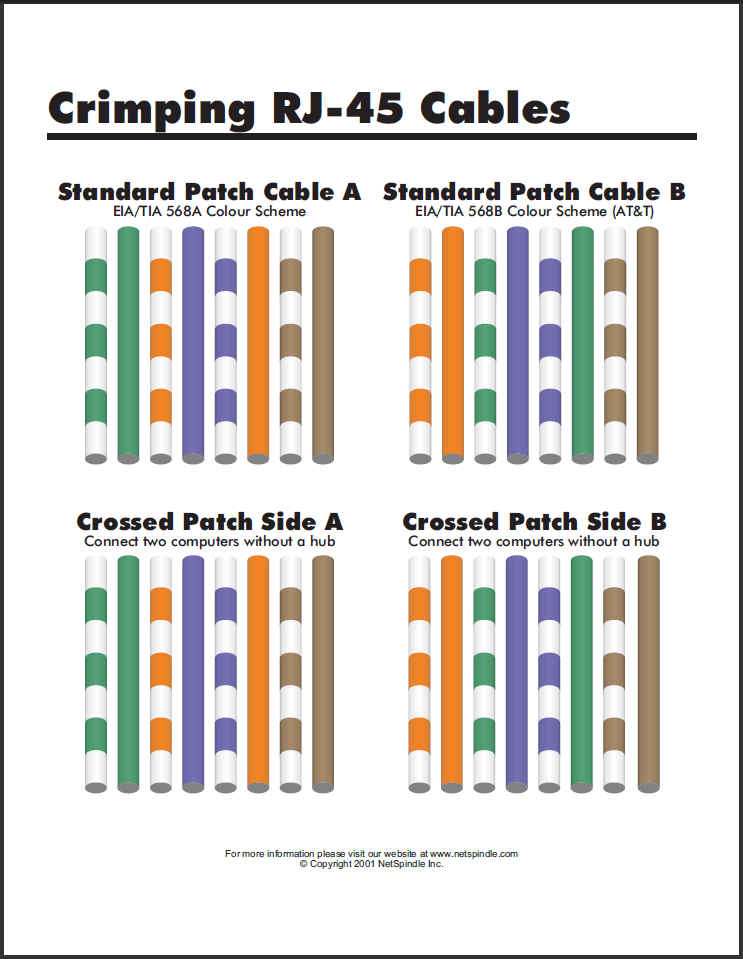 Crimping RJ-45 Cables
Standard Patch Cable A
EIA/TIA 568A Colour Scheme
Standard Patch Cable B
EIA/TIA 568B Colour Scheme (AT&T)
Crossed Patch Side A
Connect two computers without a hub
Crossed Patch Side B
Connect two computers without a hub
For more information please visit our website at www.netspindle.com
© Copyright 2001 NetSpindle Inc.